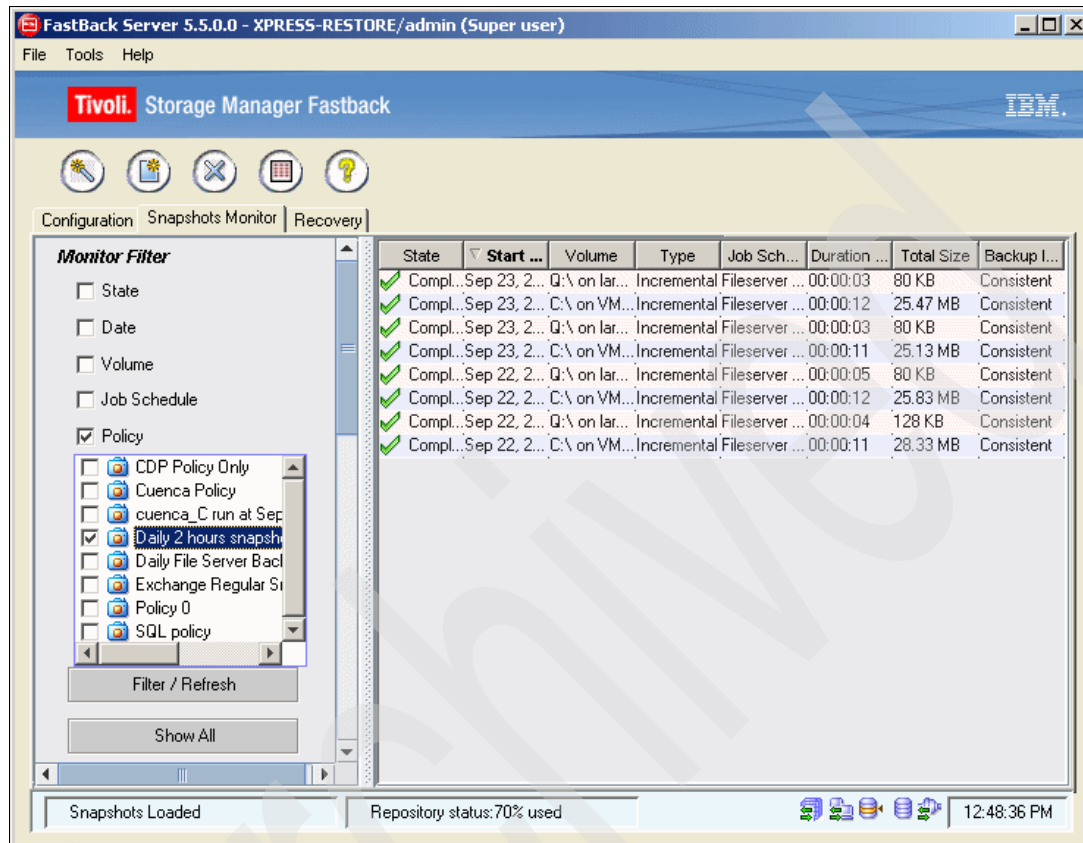 FastBack Server 5.5.0.0 - XPRESS-RESTORE/admin (Super user)
File Tools Help
Tivoli. Storage Manager Fastback
IBM.
Configuration Snapshots Monitor Recovery
Monitor Filter
State
Date
Volume
Job Schedule
Policy
CDP Policy Only
Cuenca Policy
cuenca_C run at Sep
Daily 2 hours snapsh
Daily File Server Bacl
Exchange Regular Sr
Policy 0
SQL policy
Filter / Refresh
Show All
State Start ... Volume Type Job Sch... Duration ... Total Size Backup I...
Compl... Sep 23, 2... Q:\ on lar... Incremental Fileserver ... 00:00:03 80 KB Consistent
Compl... Sep 23, 2... C:\ on VM... Incremental Fileserver ... 00:00:12 25.47 MB Consistent
Compl... Sep 23, 2... Q:\ on lar... Incremental Fileserver ... 00:00:03 80 KB Consistent
Compl... Sep 23, 2... C:\ on VM... Incremental Fileserver ... 00:00:11 25.13 MB Consistent
Compl... Sep 22, 2... Q:\ on lar... Incremental Fileserver ... 00:00:05 80 KB Consistent
Compl... Sep 22, 2... C:\ on VM... Incremental Fileserver ... 00:00:12 25.83 MB Consistent
Compl... Sep 22, 2... Q:\ on lar... Incremental Fileserver ... 00:00:04 128 KB Consistent
Compl... Sep 22, 2... C:\ on VM... Incremental Fileserver ... 00:00:11 28.33 MB Consistent
Snapshots Loaded
Repository status:70% used
12:48:36 PM